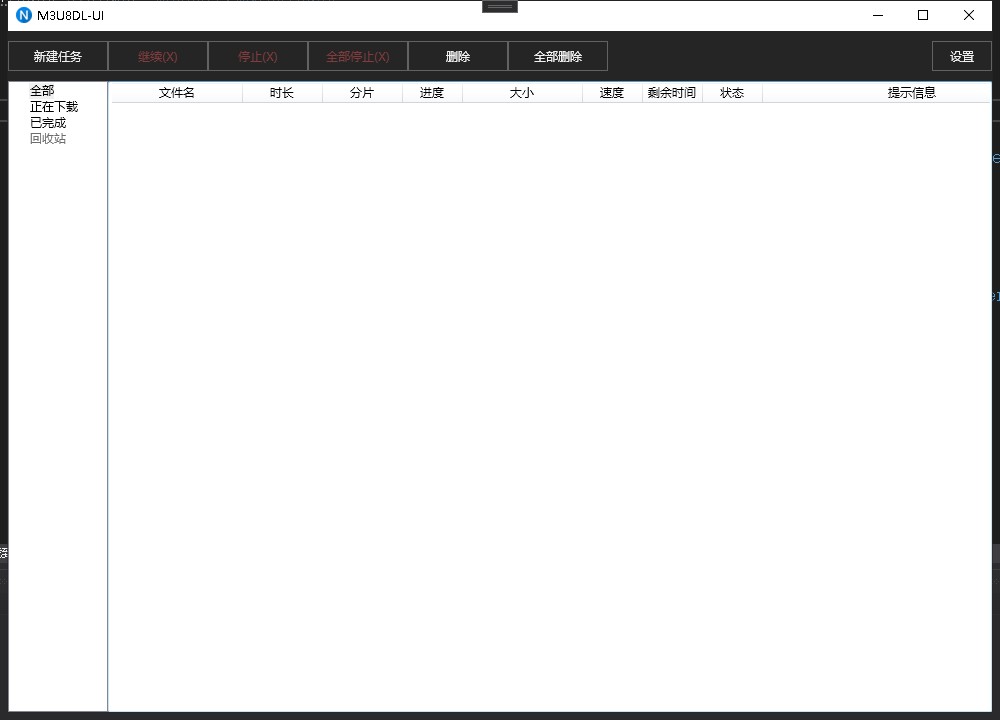 M3U8DL-UI
新建任务 继续(X) 停止(X) 全部停止(X) 删除 全部删除 设置
全部
正在下载
已完成
回收站
文件名 时长 分片 进度 大小 速度 剩余时间 状态 提示信息